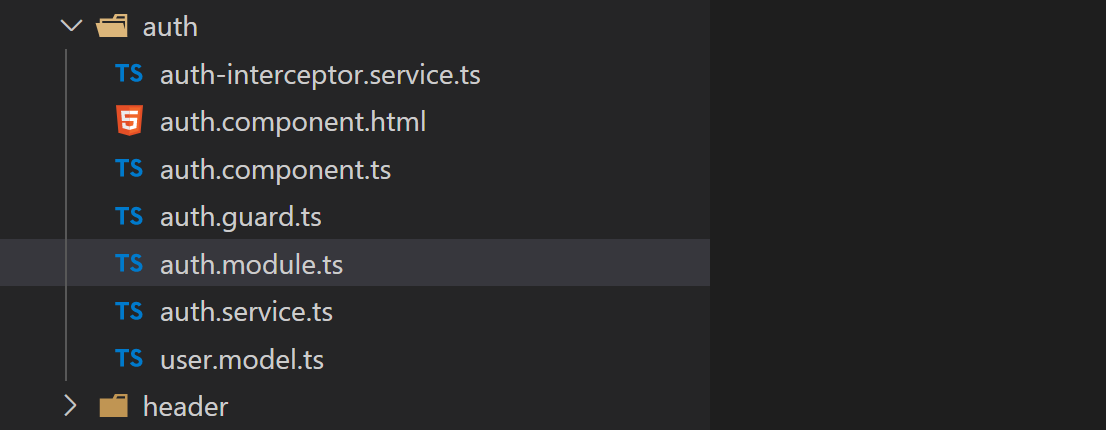 auth
TS auth-interceptor.service.ts
5 auth.component.html
TS auth.component.ts
TS auth.guard.ts
TS auth.module.ts
TS auth.service.ts
TS user.model.ts
header